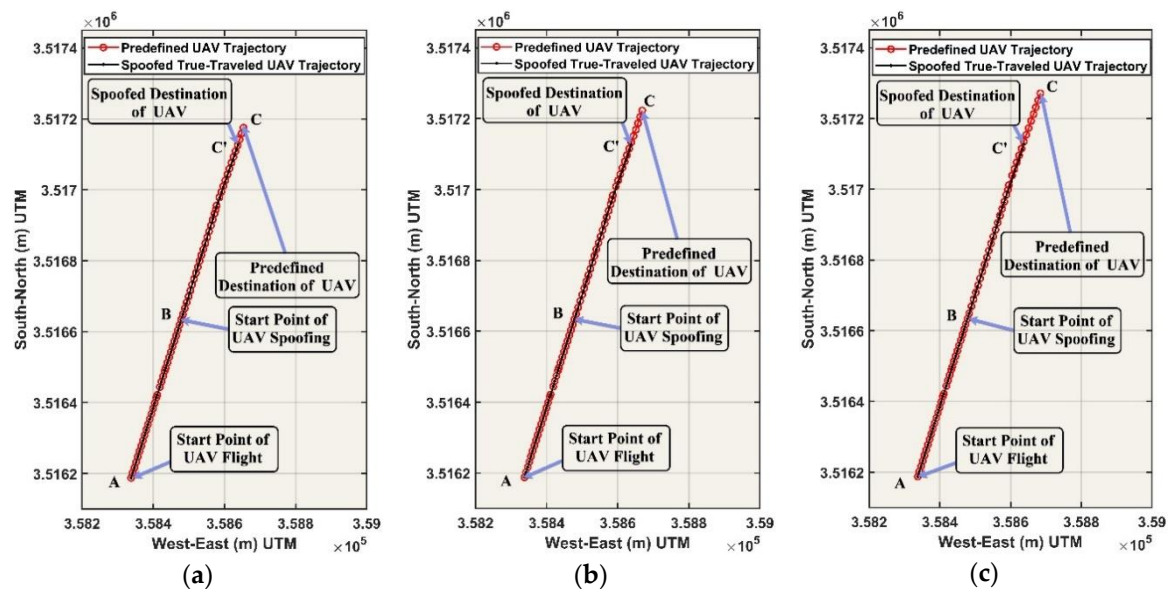 ×10⁶
3.5174
Predefined UAV Trajectory
Spoofed True-Traveled UAV Trajectory
Spoofed Destination
of UAV
3.5172
C
C'
3.517
3.5168
Predefined
Destination of UAV
B
Start Point of
UAV Spoofing
3.5166
3.5164
Start Point of
UAV Flight
3.5162
A
South-North (m) UTM
3.582 3.584 3.586 3.588 3.59
West-East (m) UTM
×10⁵
(a)
×10⁶
3.5174
Predefined UAV Trajectory
Spoofed True-Traveled UAV Trajectory
Spoofed Destination
of UAV
C
3.5172
C'
3.517
Predefined
Destination of UAV
3.5168
B
Start Point of
UAV Spoofing
3.5166
3.5164
Start Point of
UAV Flight
3.5162
A
South-North (m) UTM
3.582 3.584 3.586 3.588 3.59
West-East (m) UTM
×10⁵
(b)
×10⁶
3.5174
Predefined UAV Trajectory
Spoofed True-Traveled UAV Trajectory
Spoofed Destination
of UAV
C
3.5172
C'
3.517
Predefined
Destination of UAV
3.5168
B
Start Point of
UAV Spoofing
3.5166
3.5164
Start Point of
UAV Flight
3.5162
A
South-North (m) UTM
3.582 3.584 3.586 3.588 3.59
West-East (m) UTM
×10⁵
(c)